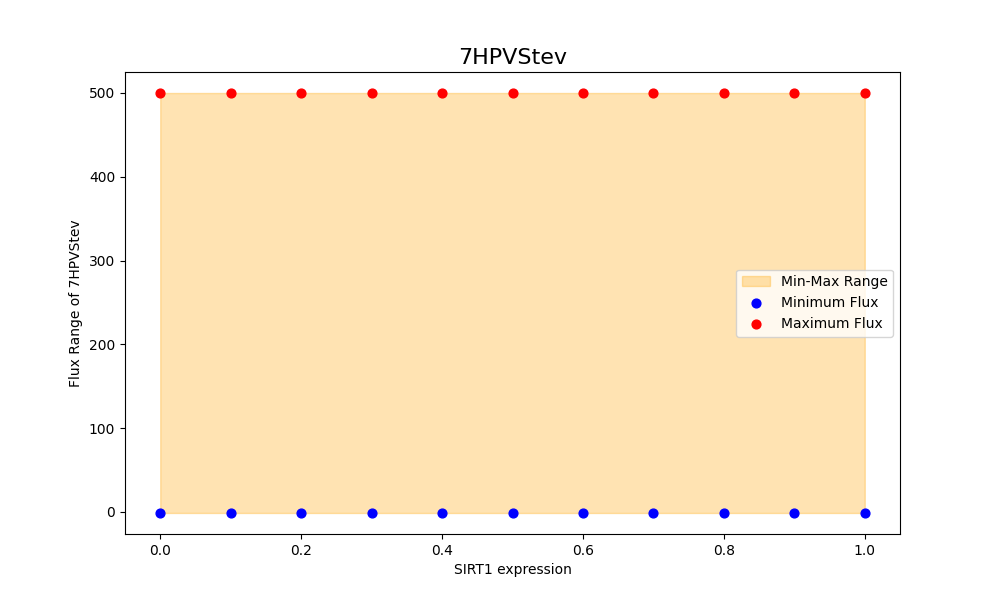 7HPVStev
500
400
300
200
100
0
Flux Range of 7HPVStev
Min-Max Range
Minimum Flux
Maximum Flux
0.0 0.2 0.4 0.6 0.8 1.0
SIRT1 expression